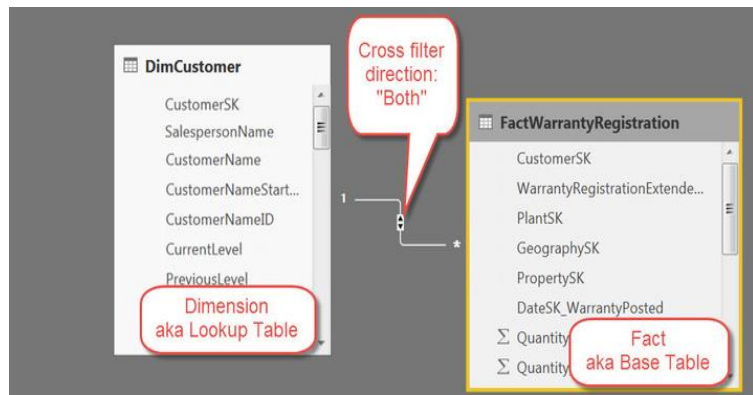 DimCustomer
CustomerSK
SalespersonName
CustomerName
CustomerNameStart...
CustomerNameID
CurrentLevel
PreviousLevel
Dimension
aka Lookup Table
Cross filter
direction:
"Both"
1
*
FactWarrantyRegistration
CustomerSK
WarrantyRegistrationExtende...
PlantSK
GeographySK
PropertySK
DateSK_WarrantyPosted
Σ Quantity
Σ Quantity
Fact
aka Base Table